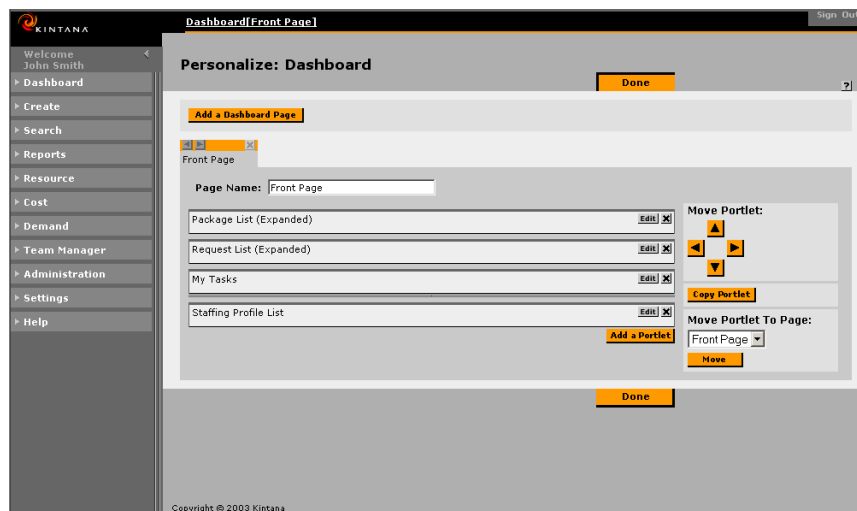 KINTANA
Dashboard[Front Page]
Sign Out
Welcome
John Smith
Dashboard
Create
Search
Reports
Resource
Cost
Demand
Team Manager
Administration
Settings
Help
Personalize: Dashboard
Done
?
Add a Dashboard Page
Front Page
Page Name: Front Page
Package List (Expanded) Edit X
Request List (Expanded) Edit X
My Tasks Edit X
Staffing Profile List Edit X
Add a Portlet
Move Portlet:
Copy Portlet
Move Portlet To Page:
Front Page
Move
Done
Copyright © 2003 Kintana